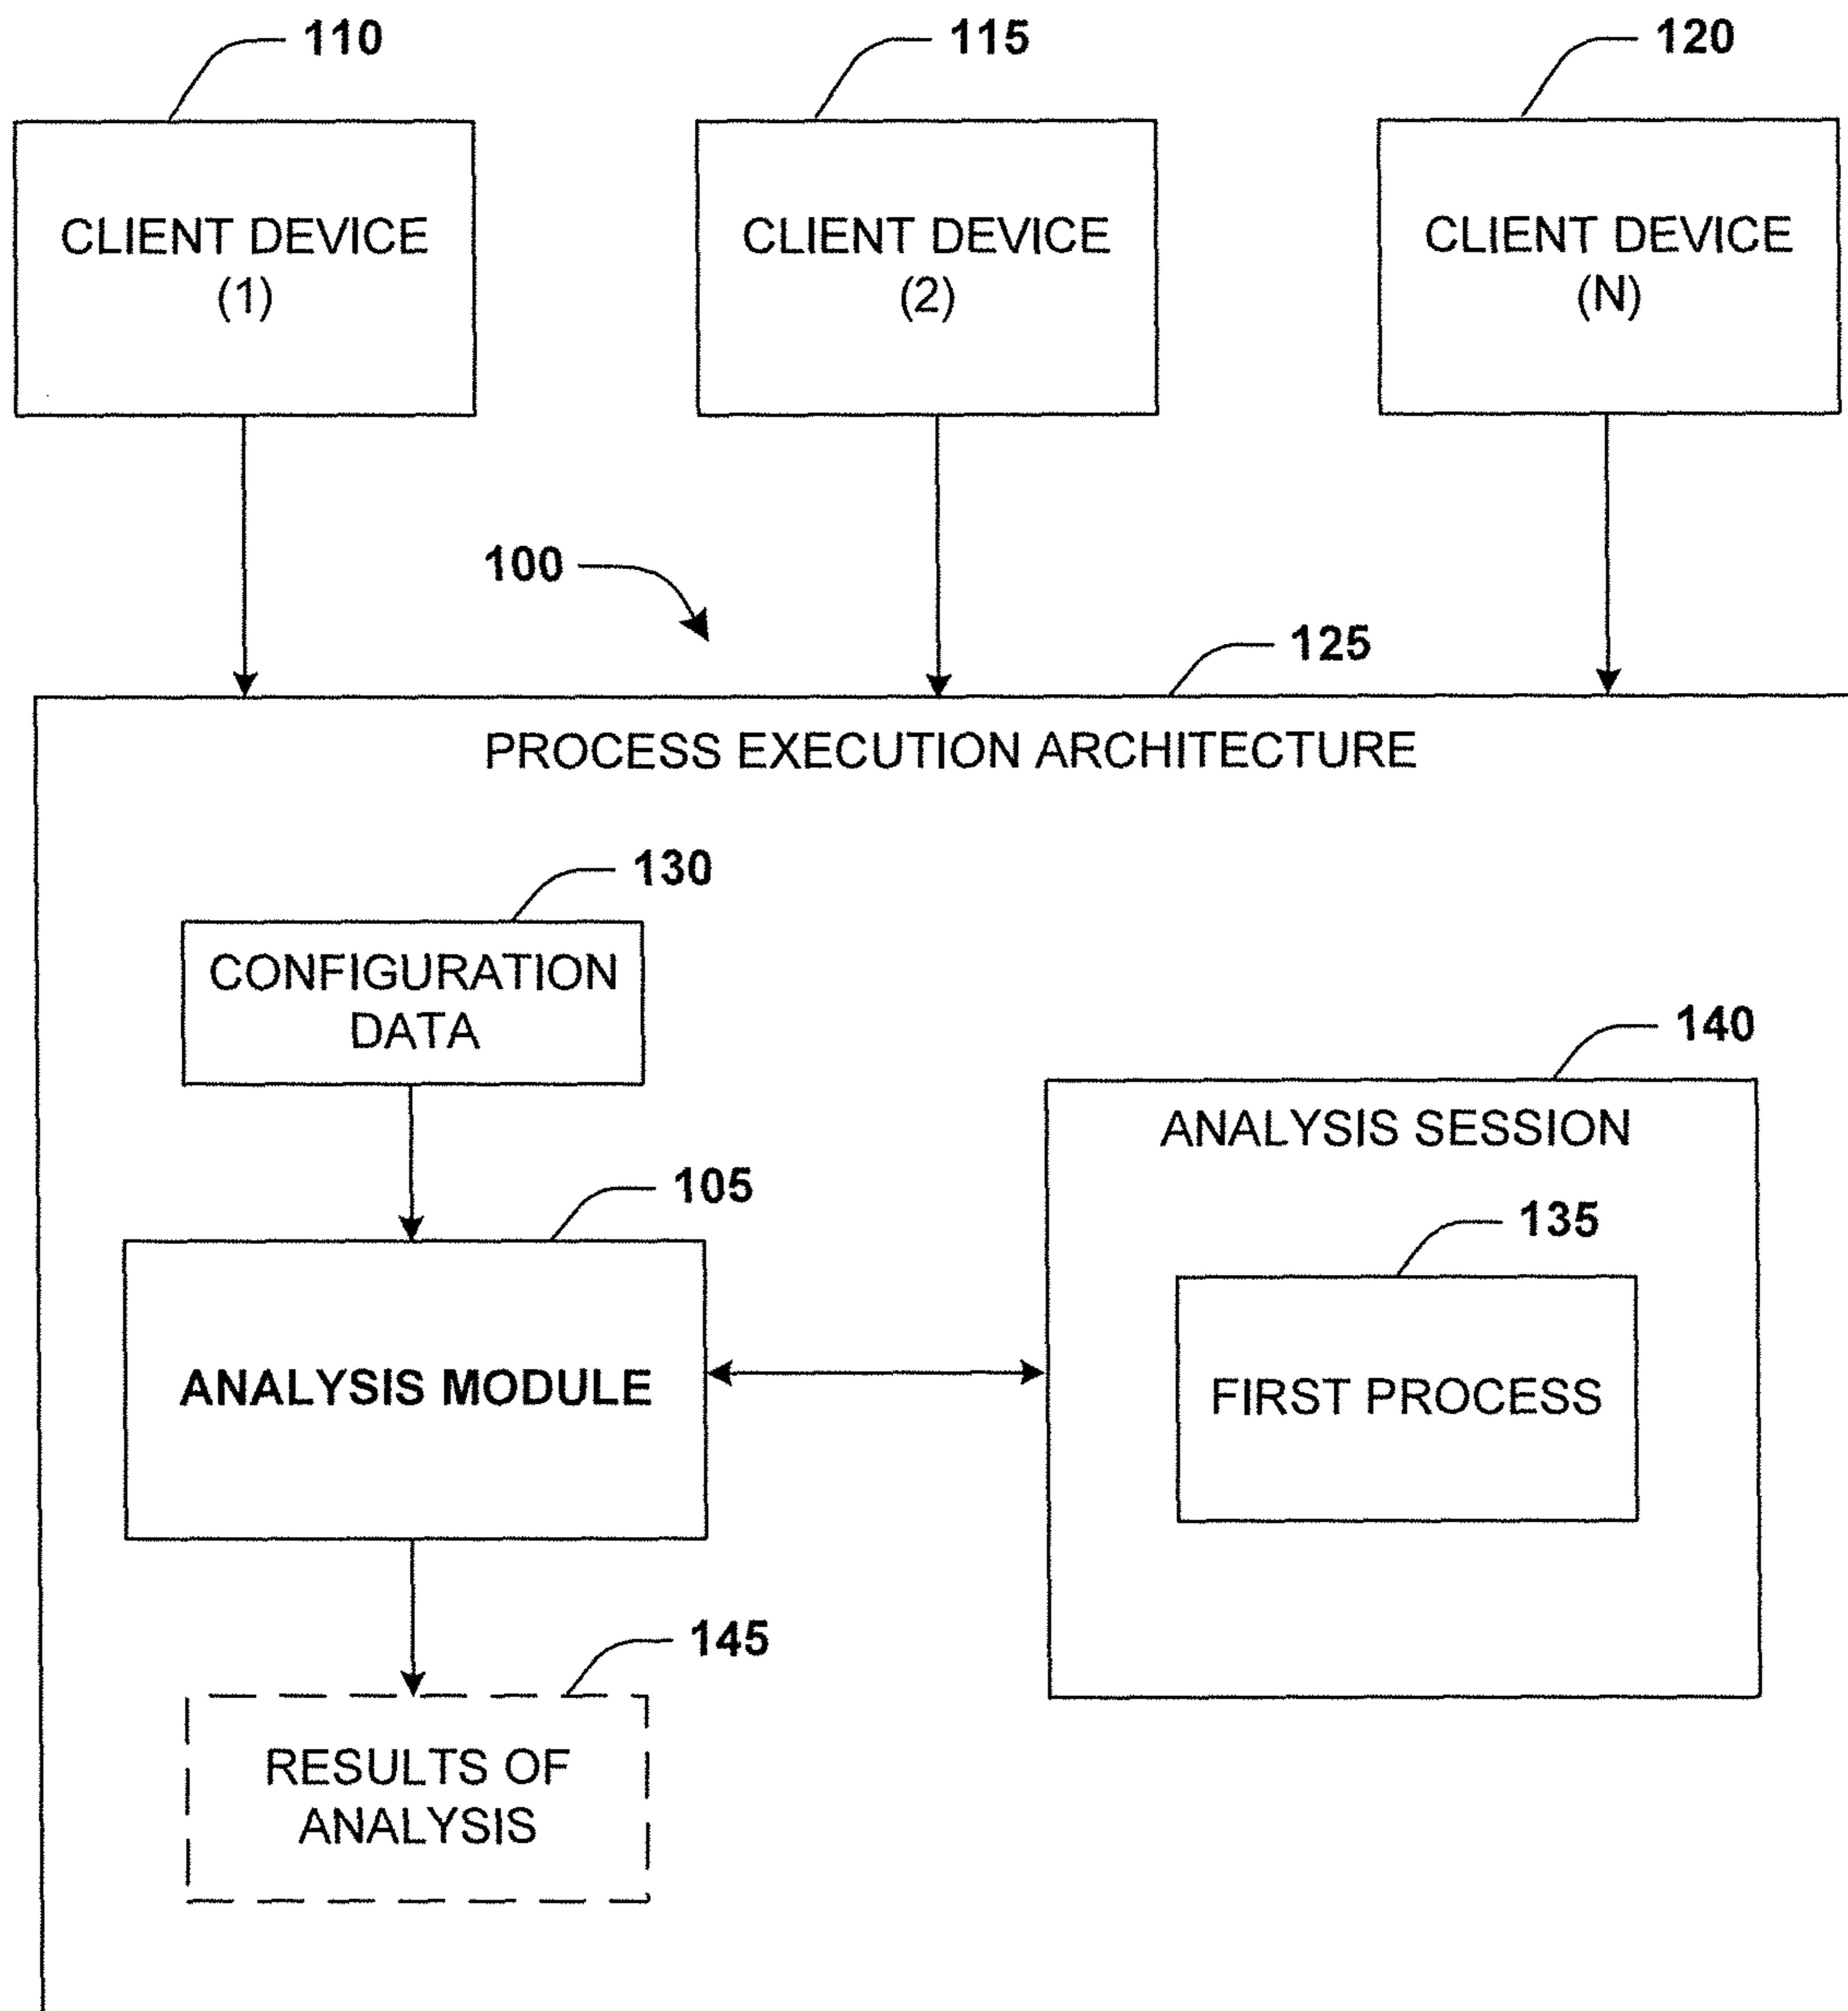 110
115
120
CLIENT DEVICE
(1)
CLIENT DEVICE
(2)
CLIENT DEVICE
(N)
100
125
PROCESS EXECUTION ARCHITECTURE
130
CONFIGURATION
DATA
140
ANALYSIS SESSION
105
135
ANALYSIS MODULE
FIRST PROCESS
145
RESULTS OF
ANALYSIS